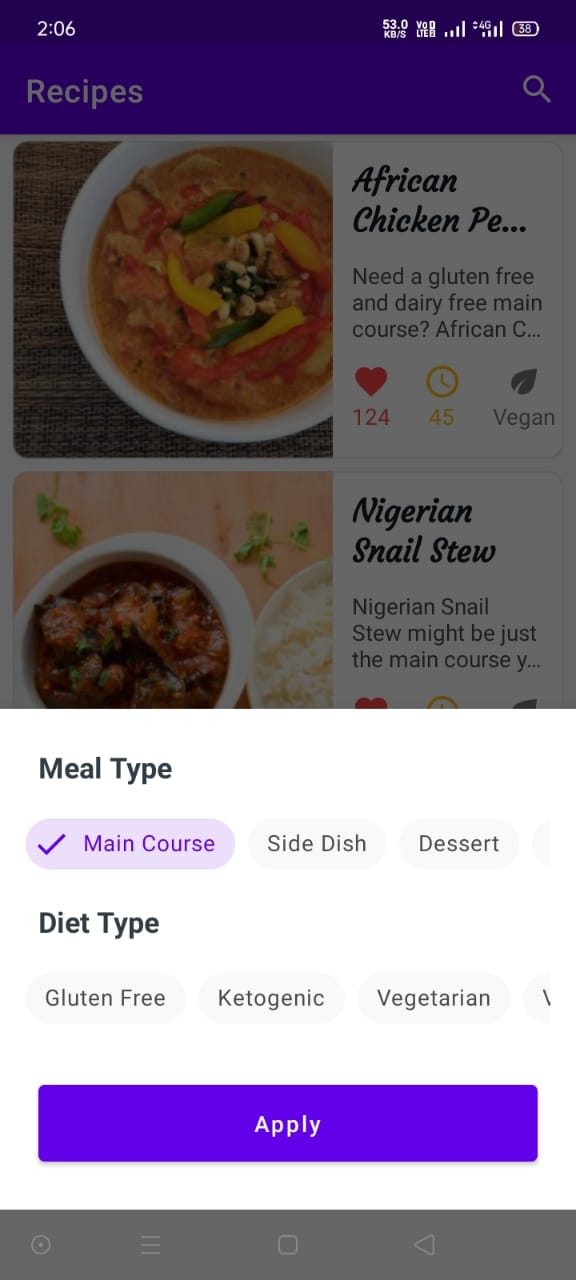 2:06
53.0
KB/S
VoD
LTE2
4G
38
Recipes
African
Chicken Pe...
Need a gluten free
and dairy free main
course? African C...
124
45
Vegan
Nigerian
Snail Stew
Nigerian Snail
Stew might be just
the main course y...
Meal Type
Main Course
Side Dish
Dessert
Diet Type
Gluten Free
Ketogenic
Vegetarian
Apply